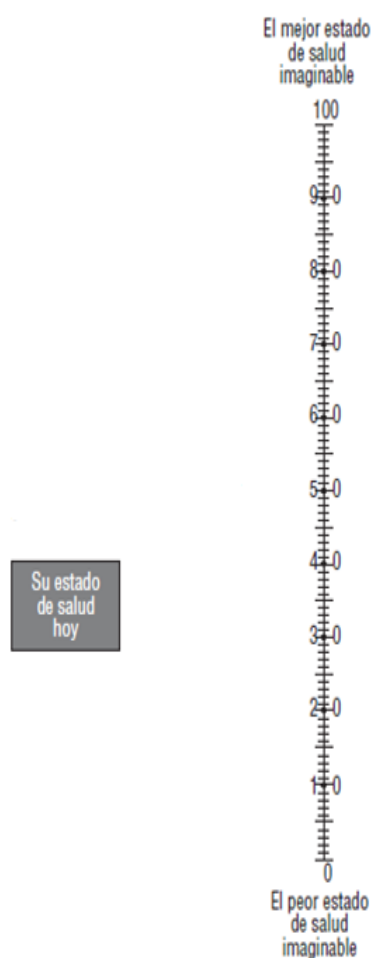 El mejor estado
de salud
imaginable
100
90
80
70
60
50
40
Su estado
de salud
hoy
30
20
10
0
El peor estado
de salud
imaginable